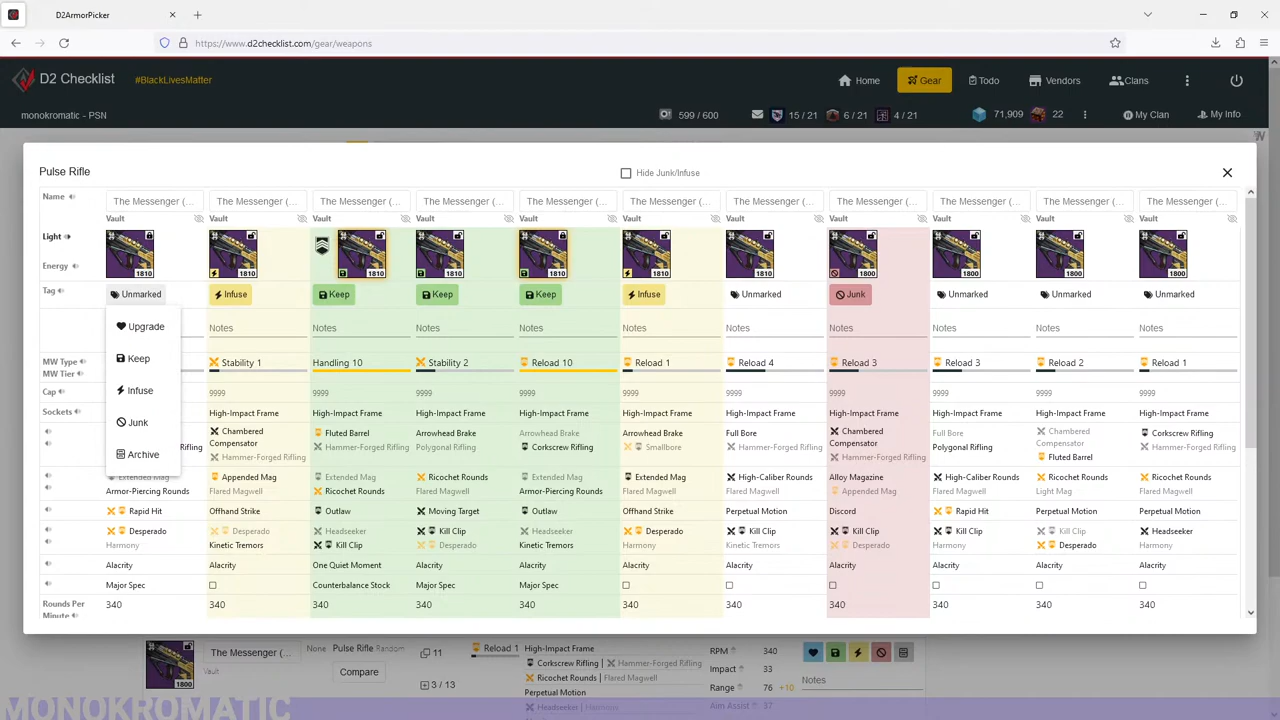 D2ArmorPicker
https://www.d2checklist.com/gear/weapons
D2 Checklist #BlackLivesMatter Home Gear Todo Vendors Clans
monokromatic - PSN 599 / 600 15 / 21 6 / 21 4 / 21 71,909 22 My Clan My Info
Pulse Rifle Hide Junk/Infuse
Name The Messenger (... The Messenger (... The Messenger (... The Messenger (... The Messenger (... The Messenger (... The Messenger (... The Messenger (... The Messenger (... The Messenger (... The Messenger (...
Vault Vault Vault Vault Vault Vault Vault Vault Vault Vault Vault
Light
Energy
1810 1810 1810 1810 1810 1810 1810 1800 1800 1800 1800
Tag Unmarked Infuse Keep Keep Keep Infuse Unmarked Junk Unmarked Unmarked Unmarked
Upgrade
Keep
Infuse
Junk
Archive
Notes Notes Notes Notes Notes Notes Notes Notes Notes Notes
MW Type Stability 1 Handling 10 Stability 2 Reload 10 Reload 1 Reload 4 Reload 3 Reload 3 Reload 2 Reload 1
MW Tier
Cap 9999 9999 9999 9999 9999 9999 9999 9999 9999 9999
Sockets High-Impact Frame High-Impact Frame High-Impact Frame High-Impact Frame High-Impact Frame High-Impact Frame High-Impact Frame High-Impact Frame High-Impact Frame High-Impact Frame
Chambered Compensator Fluted Barrel Arrowhead Brake Arrowhead Brake Arrowhead Brake Full Bore Chambered Compensator Full Bore Chambered Compensator Corkscrew Rifling
Rifling Hammer-Forged Rifling Hammer-Forged Rifling Polygonal Rifling Corkscrew Rifling Smallbore Hammer-Forged Rifling Hammer-Forged Rifling Polygonal Rifling Fluted Barrel Hammer-Forged Rifling
Extended Mag Appended Mag Extended Mag Ricochet Rounds Extended Mag Extended Mag High-Caliber Rounds Alloy Magazine High-Caliber Rounds Ricochet Rounds Ricochet Rounds
Armor-Piercing Rounds Flared Magwell Ricochet Rounds Flared Magwell Armor-Piercing Rounds Flared Magwell Flared Magwell Appended Mag Flared Magwell Light Mag Flared Magwell
Rapid Hit Offhand Strike Outlaw Moving Target Outlaw Offhand Strike Perpetual Motion Discord Rapid Hit Perpetual Motion Perpetual Motion
Desperado Desperado Headseeker Kill Clip Headseeker Desperado Kill Clip Kill Clip Kill Clip Kill Clip Headseeker
Harmony Kinetic Tremors Kill Clip Desperado Kinetic Tremors Harmony Kinetic Tremors Desperado Harmony Desperado Harmony
Alacrity Alacrity One Quiet Moment Alacrity Alacrity Alacrity Alacrity Alacrity Alacrity Alacrity Alacrity
Major Spec Counterbalance Stock Major Spec Major Spec
Rounds Per Minute 340 340 340 340 340 340 340 340 340 340 340
The Messenger (... None Pulse Rifle Random 11 Reload 1 High-Impact Frame RPM 340
Vault 1800 Compare 3 / 13 Corkscrew Rifling | Hammer-Forged Rifling Impact 33
Ricochet Rounds | Flared Magwell Range 76 +10 Notes
Perpetual Motion Aim Assist 37
Headseeker | Harmony
MONOKROMATIC